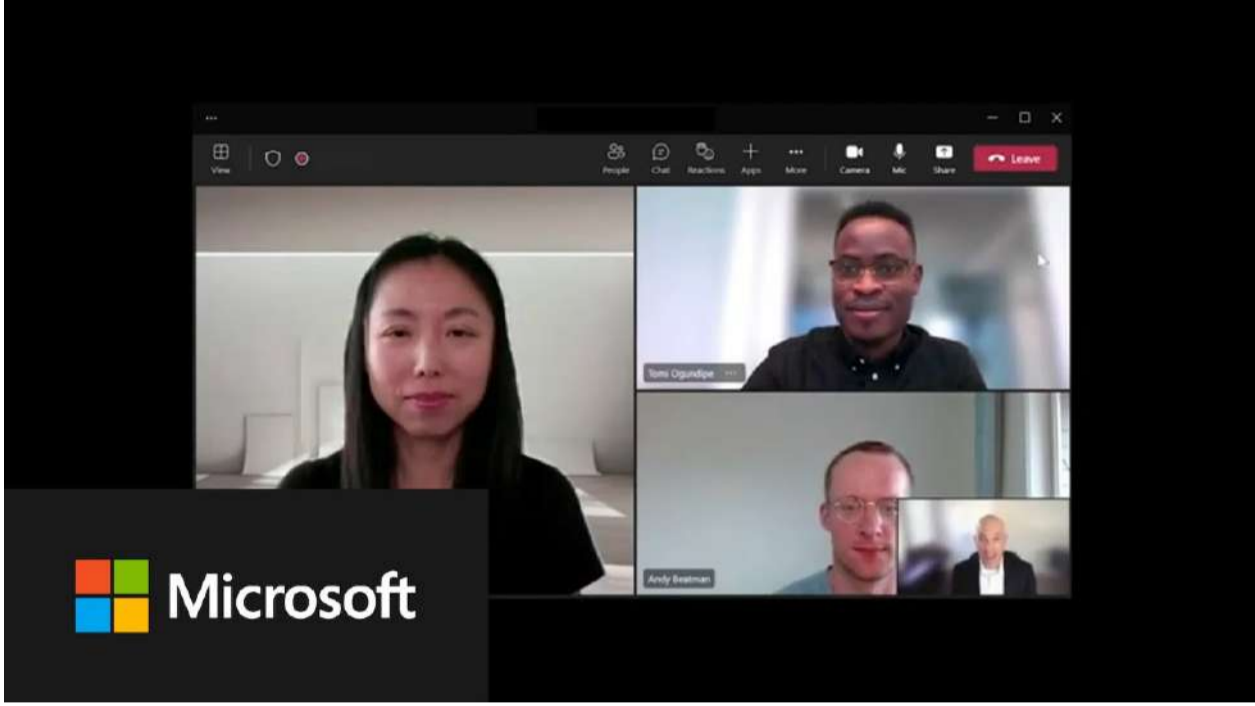 View
People
Chat
Reactions
Apps
More
Camera
Mic
Share
Leave
Tomi Ogundipe
Andy Beatman
Microsoft